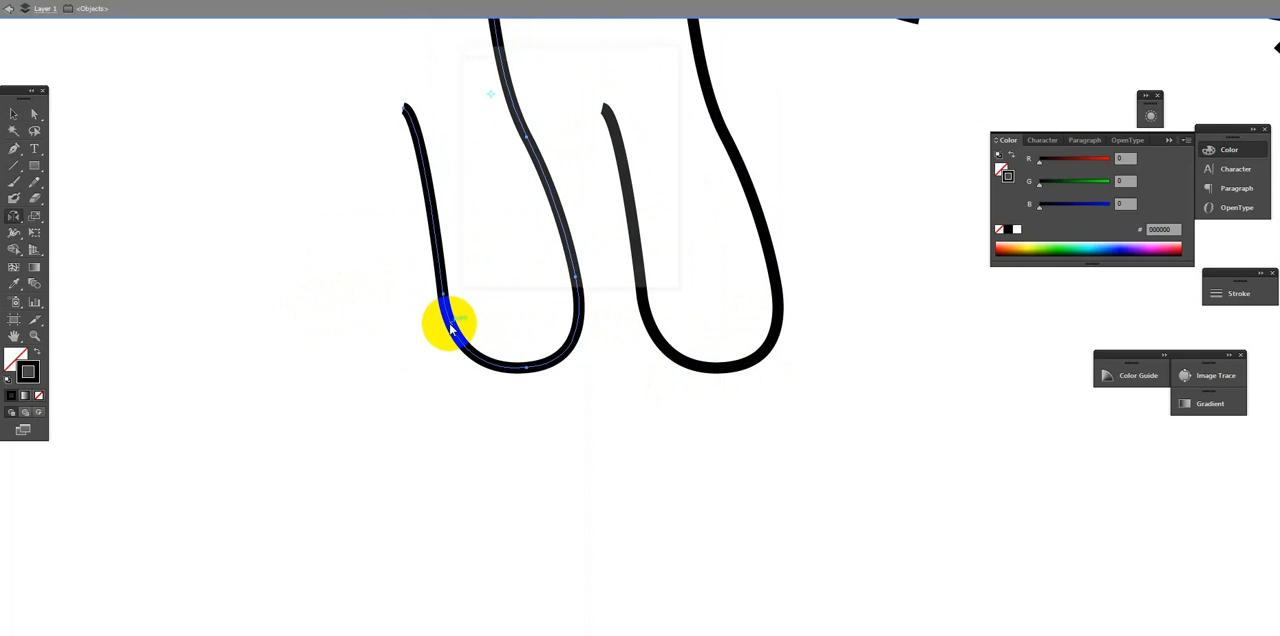 Layer 1 <Objects>
Color Character Paragraph OpenType
R 0
G 0
B 0
# 000000
Color
Character
Paragraph
OpenType
Stroke
Color Guide
Image Trace
Gradient